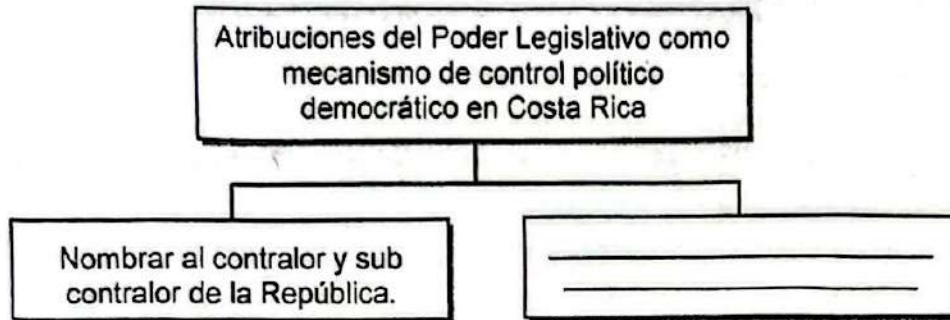 Atribuciones del Poder Legislativo como
mecanismo de control político
democrático en Costa Rica
Nombrar al contralor y sub
contralor de la República.